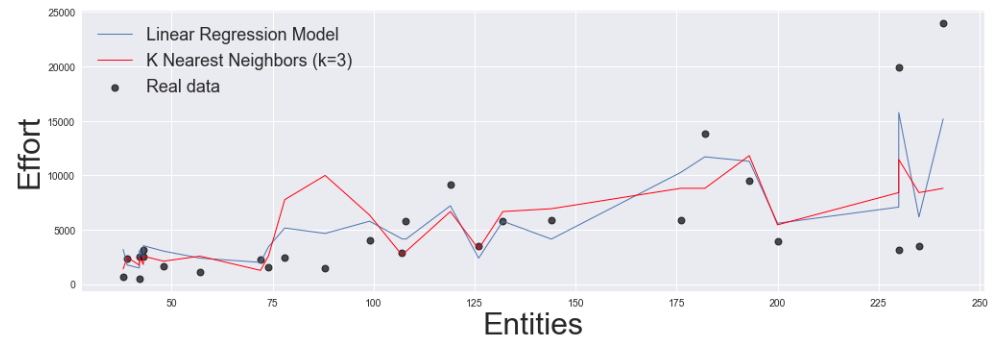 25000
20000
15000
10000
5000
0
Effort
Linear Regression Model
K Nearest Neighbors (k=3)
Real data
50 75 100 125 150 175 200 225 250
Entities